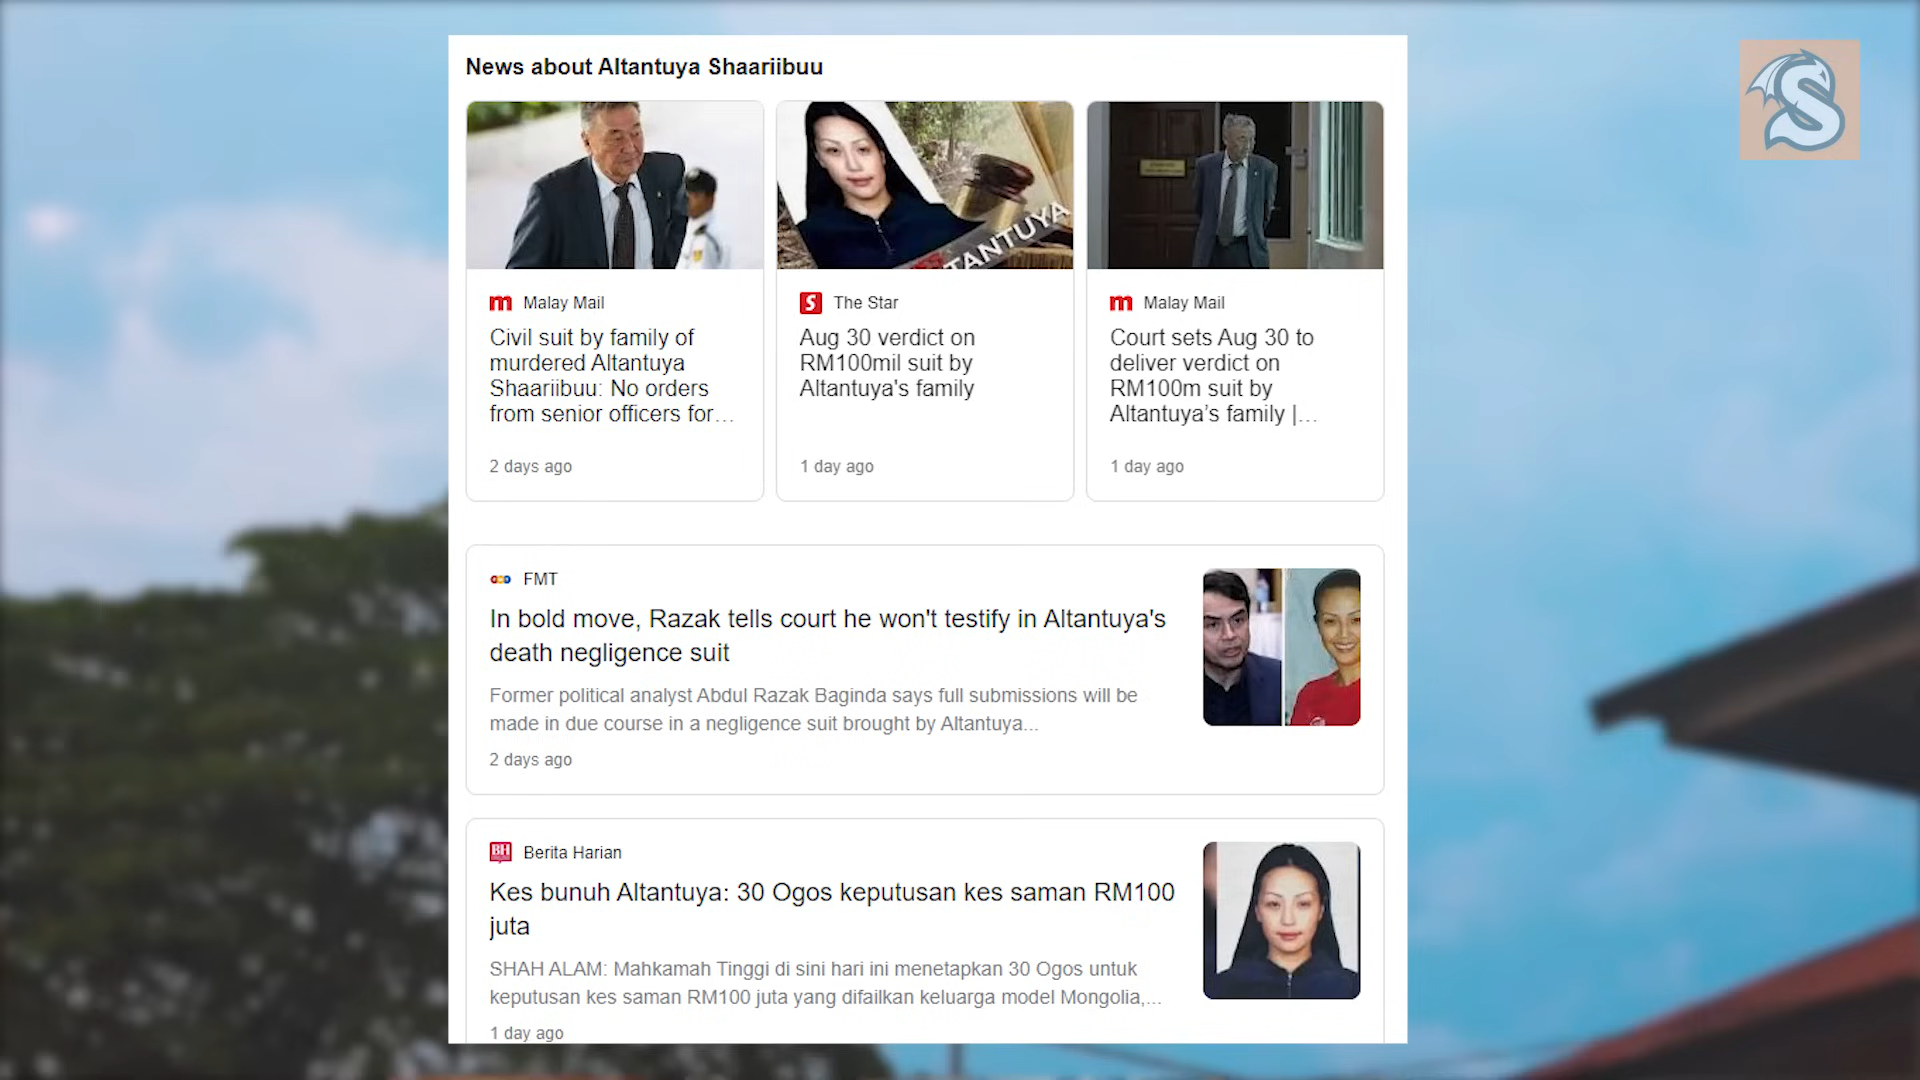 News about Altantuya Shaariibuu
TANTUYA
Malay Mail
Civil suit by family of
murdered Altantuya
Shaariibuu: No orders
from senior officers for...
2 days ago
The Star
Aug 30 verdict on
RM100mil suit by
Altantuya's family
1 day ago
Malay Mail
Court sets Aug 30 to
deliver verdict on
RM100m suit by
Altantuya’s family |...
1 day ago
FMT
In bold move, Razak tells court he won't testify in Altantuya's
death negligence suit
Former political analyst Abdul Razak Baginda says full submissions will be
made in due course in a negligence suit brought by Altantuya...
2 days ago
BH
Berita Harian
Kes bunuh Altantuya: 30 Ogos keputusan kes saman RM100
juta
SHAH ALAM: Mahkamah Tinggi di sini hari ini menetapkan 30 Ogos untuk
keputusan kes saman RM100 juta yang difailkan keluarga model Mongolia,...
1 day ago
S